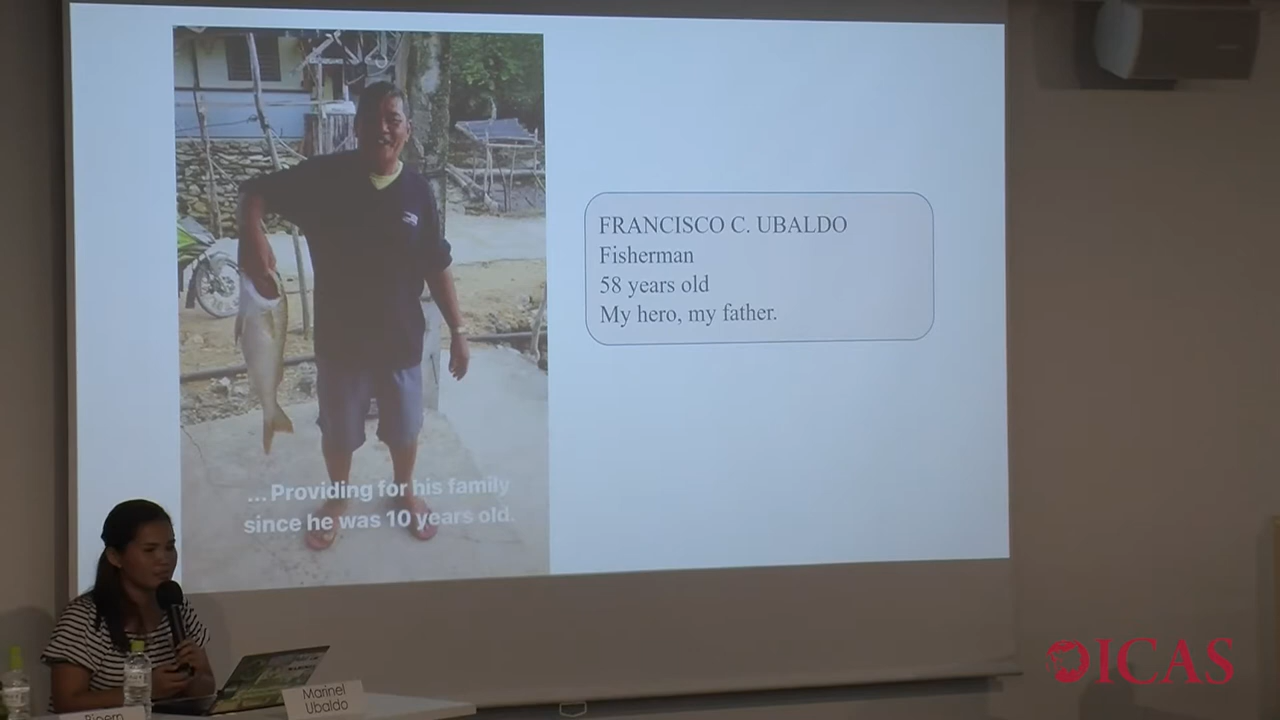 FRANCISCO C. UBALDO
Fisherman
58 years old
My hero, my father.
...Providing for his family
since he was 10 years old.
Marinel
Ubaldo
ICAS